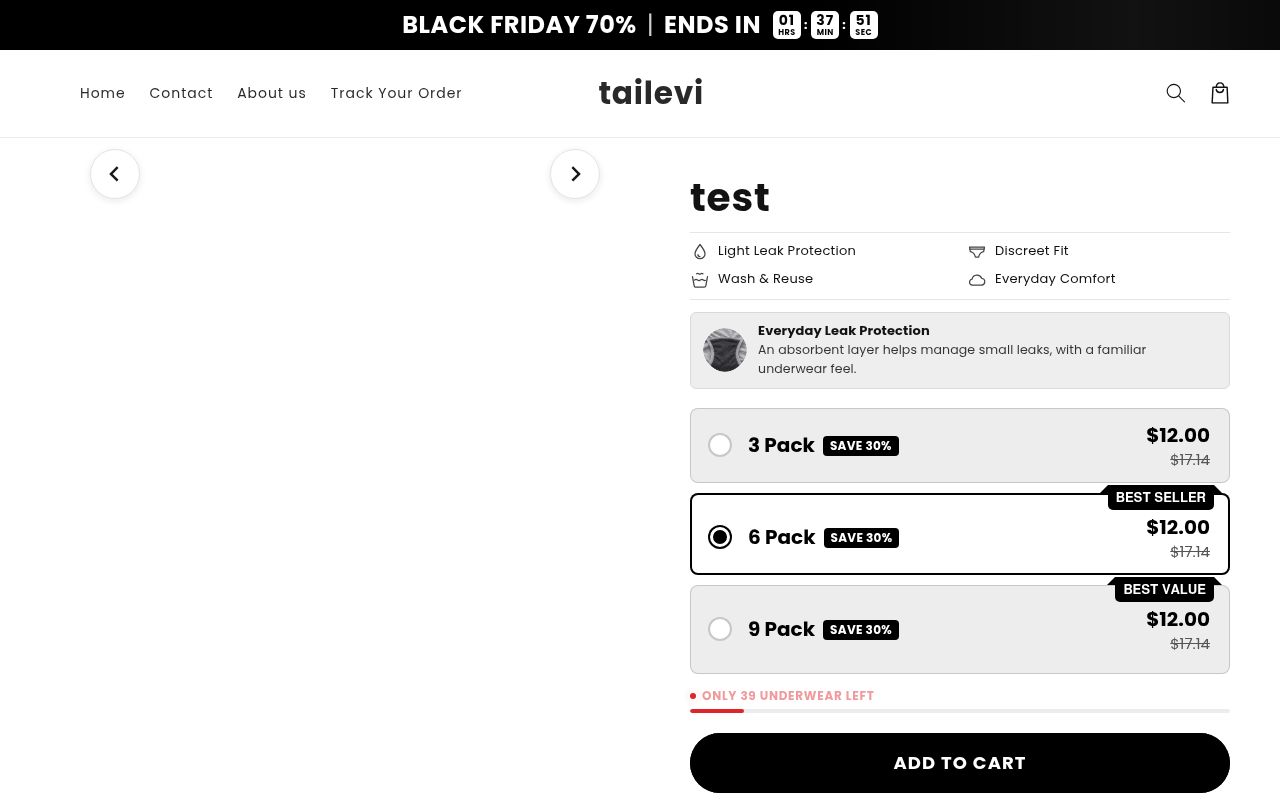 BLACK FRIDAY 70% | ENDS IN 01 HRS : 37 MIN : 51 SEC
Home Contact About us Track Your Order
tailevi
test
Light Leak Protection
Discreet Fit
Wash & Reuse
Everyday Comfort
Everyday Leak Protection
An absorbent layer helps manage small leaks, with a familiar
underwear feel.
3 Pack SAVE 30% $12.00
$17.14
BEST SELLER
6 Pack SAVE 30% $12.00
$17.14
BEST VALUE
9 Pack SAVE 30% $12.00
$17.14
ONLY 39 UNDERWEAR LEFT
ADD TO CART